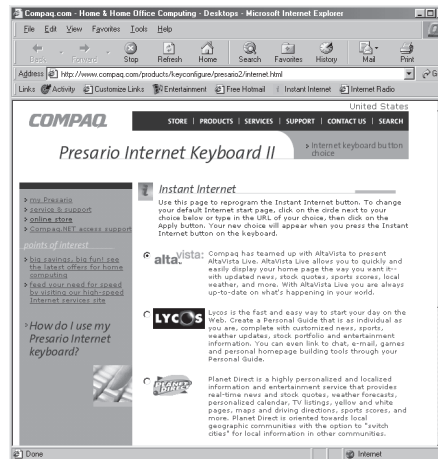 Compaq.com - Home & Home Office Computing - Desktops - Microsoft Internet Explorer
File Edit View Favorites Tools Help
Back Forward Stop Refresh Home Search Favorites History Mail Print
Address http://www.compaq.com/products/keyconfigure/presario2/internet.html
Links Activity Customize Links Entertainment Free Hotmail Instant Internet Internet Radio
United States
COMPAQ
STORE | PRODUCTS | SERVICES | SUPPORT | CONTACT US | SEARCH
Presario Internet Keyboard II
> Internet keyboard button
choice
> my Presario
> service & support
> online store
> Compaq.NET access support
points of interest
> big savings, big fun! see
the latest offers for home
computing
> feed your need for speed
by visiting our high-speed
Internet services site
> How do I use my
Presario Internet
keyboard?
i Instant Internet
Use this page to reprogram the Instant Internet button. To change
your default Internet start page, click on the circle next to your
choice below or type in the URL of your choice, then click on the
Apply button. Your new choice will appear when you press the Instant
Internet button on the keyboard.
altavista:
Compaq has teamed up with AltaVista to present
AltaVista Live. AltaVista Live allows you to quickly and
easily display your home page the way you want it--
with updated news, stock quotes, sports scores, local
weather, and more. With AltaVista Live you are always
up-to-date on what's happening in your world.
LYCOS
Lycos is the fast and easy way to start your day on the
Web. Create a Personal Guide that is as individual as
you are, complete with customized news, sports,
weather updates, stock portfolio and entertainment
information. You can even link to chat, e-mail, games
and personal homepage building tools through your
Personal Guide.
PLANET DIRECT
Planet Direct is a highly personalized and localized
information and entertainment service that provides
real-time news and stock quotes, weather forecasts,
personalized calendar, TV listings, yellow and white
pages, maps and driving directions, sports scores, and
more. Planet Direct is oriented towards local
geographic communities with the option to "switch
cities" for local information in other communities.
Done
Internet